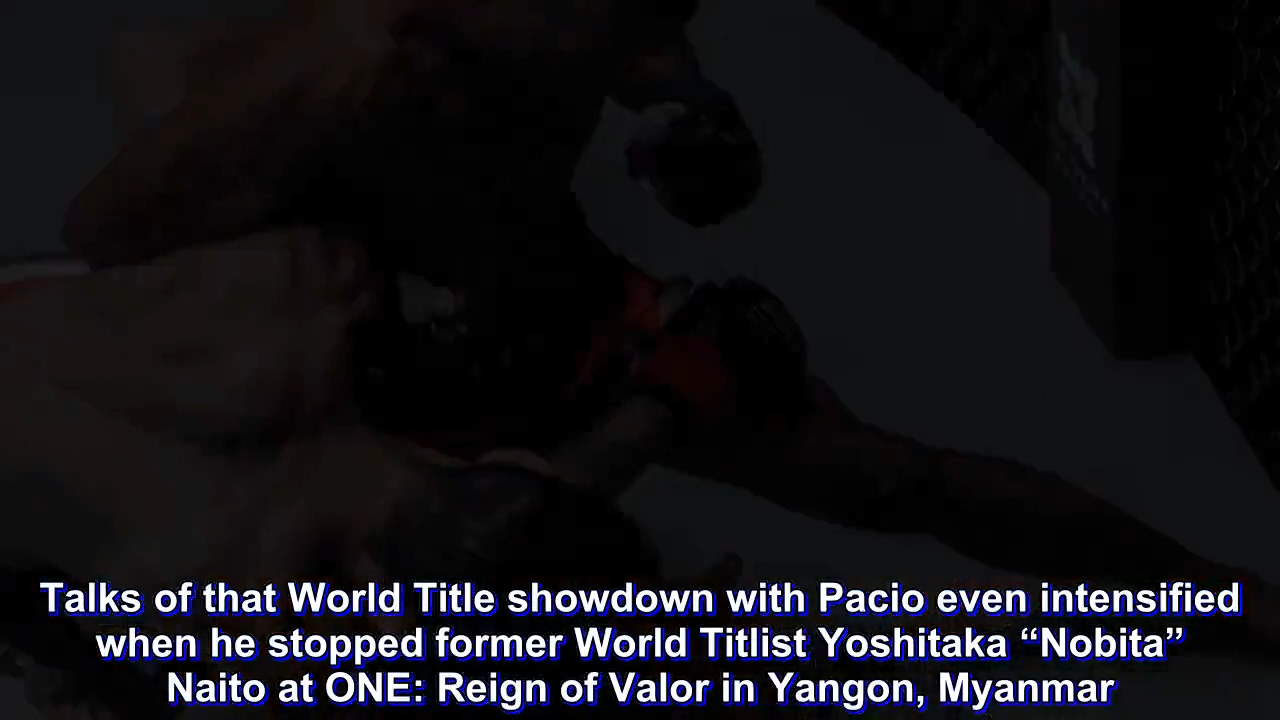 Talks of that World Title showdown with Pacio even intensified
when he stopped former World Titlist Yoshitaka “Nobita”
Naito at ONE: Reign of Valor in Yangon, Myanmar